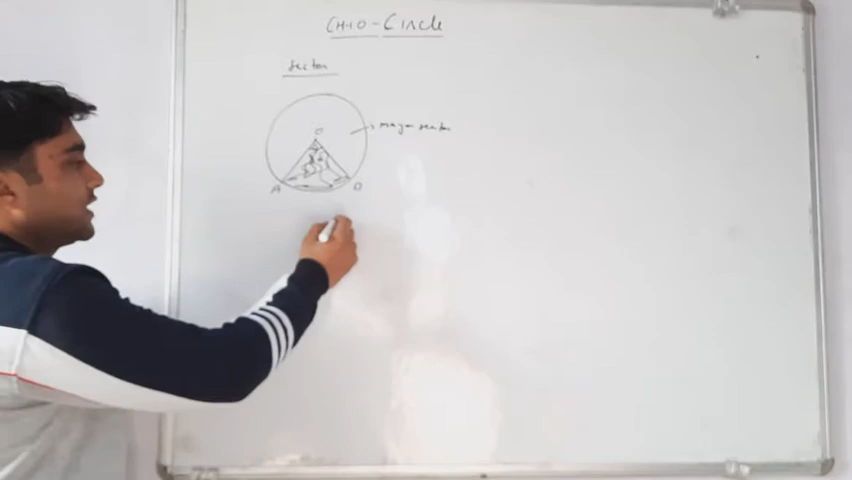 CH-10-Circle
Sector
O
major sector
A
B